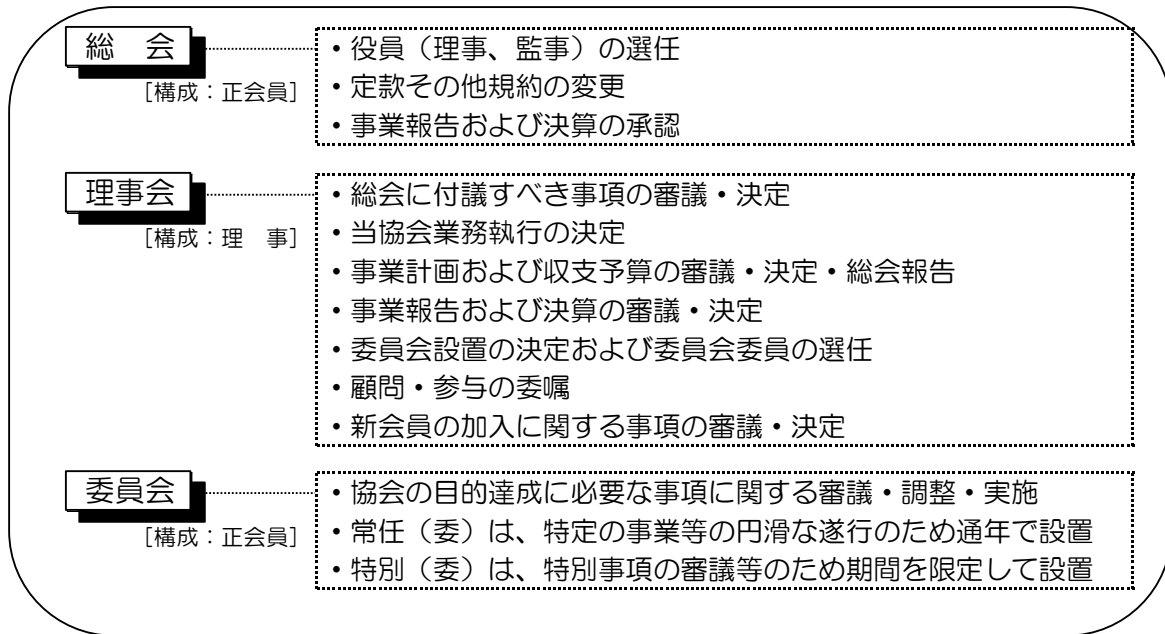 総　会
・役員（理事、監事）の選任
［構成：正会員］
・定款その他規約の変更
・事業報告および決算の承認
理事会
・総会に付議すべき事項の審議・決定
［構成：理　事］
・当協会業務執行の決定
・事業計画および収支予算の審議・決定・総会報告
・事業報告および決算の審議・決定
・委員会設置の決定および委員会委員の選任
・顧問・参与の委嘱
・新会員の加入に関する事項の審議・決定
委員会
・協会の目的達成に必要な事項に関する審議・調整・実施
［構成：正会員］
・常任（委）は、特定の事業等の円滑な遂行のため通年で設置
・特別（委）は、特別事項の審議等のため期間を限定して設置